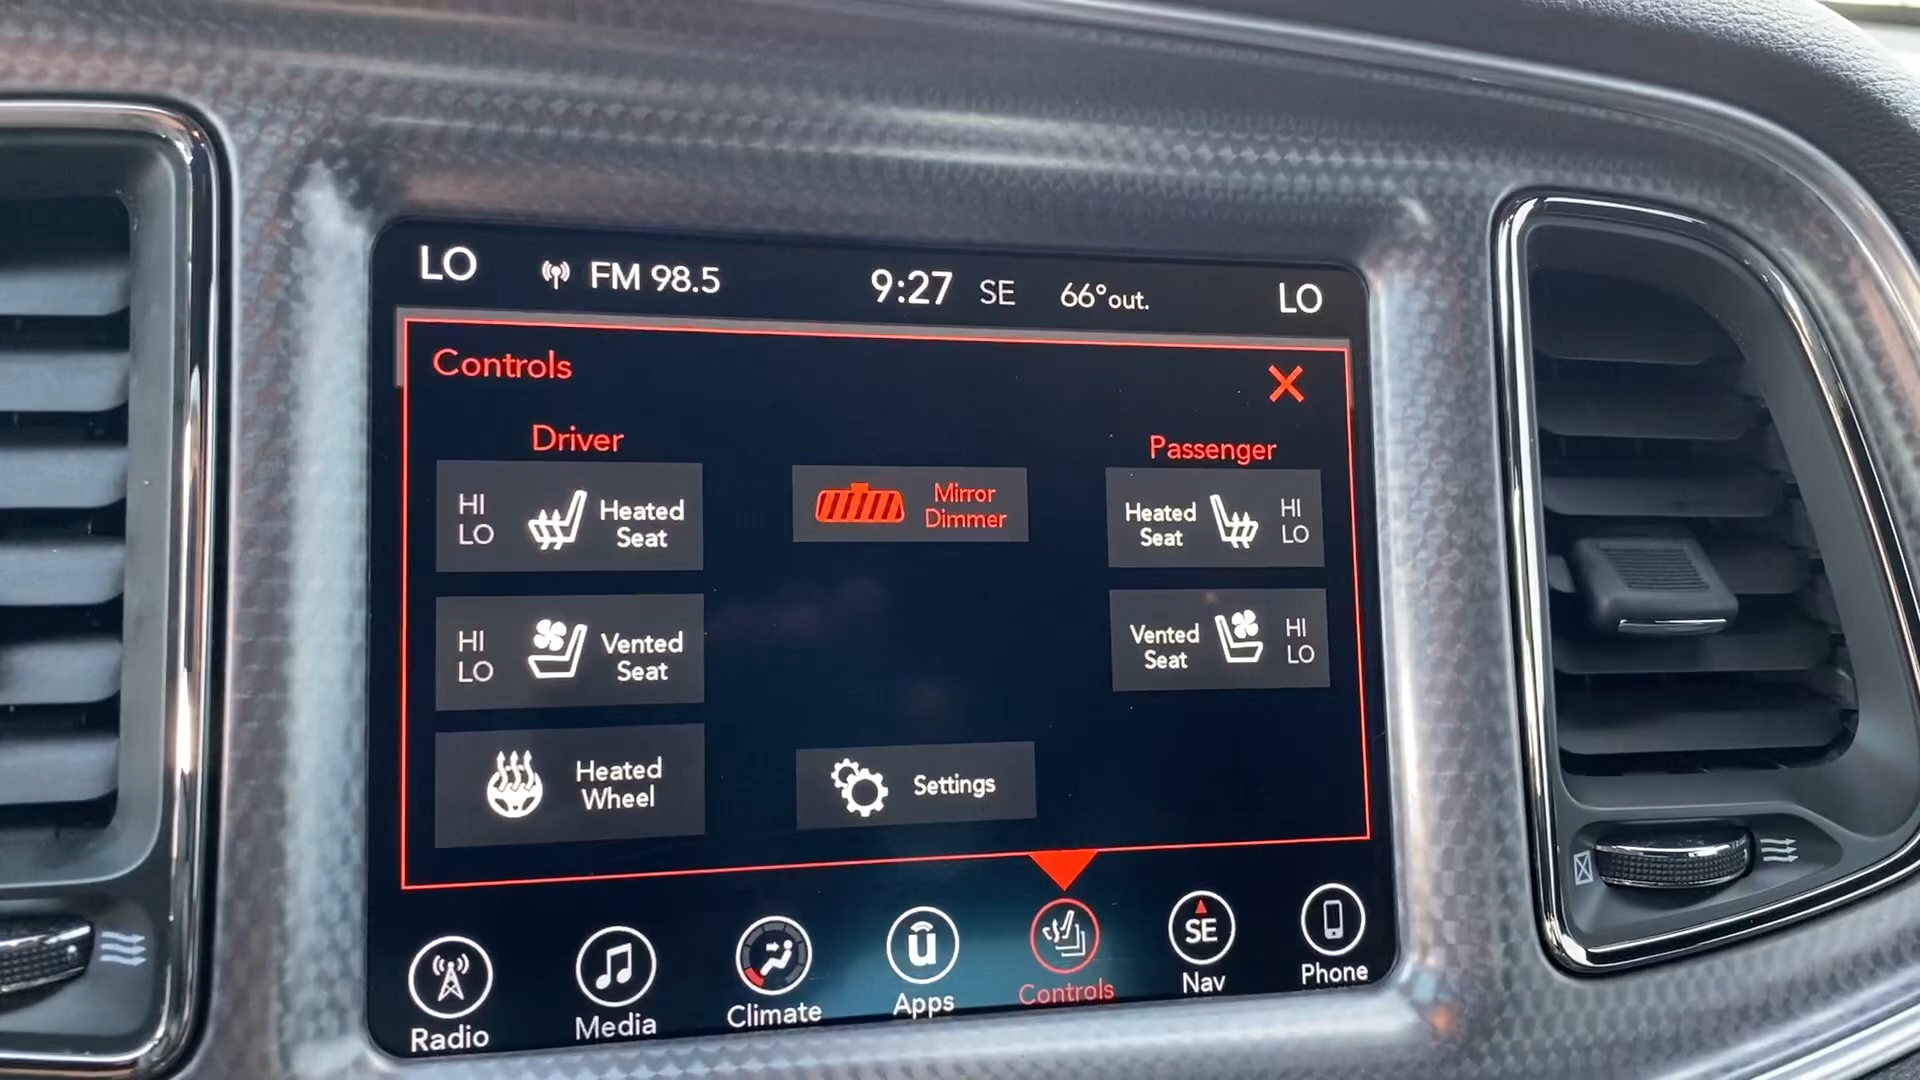 LO FM 98.5 9:27 SE 66° out. LO
Controls
Driver
HI
LO
Heated
Seat
HI
LO
Vented
Seat
Heated
Wheel
Mirror
Dimmer
Settings
Passenger
Heated
Seat
HI
LO
Vented
Seat
HI
LO
Radio
Media
Climate
Apps
Controls
SE
Nav
Phone